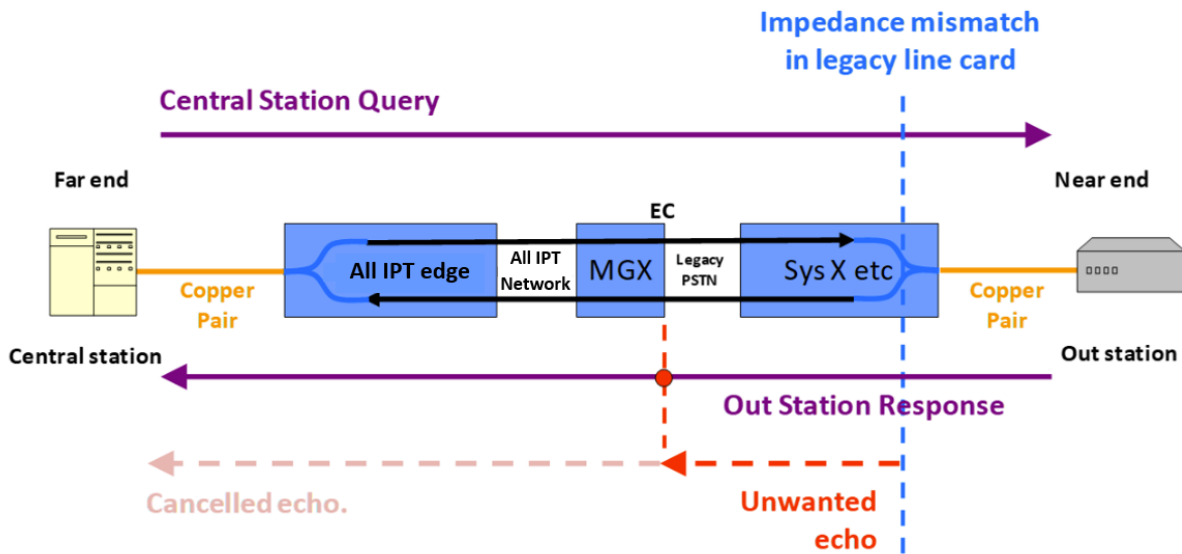 Impedance mismatch
in legacy line card
Central Station Query
Far end
Near end
EC
All IPT edge
All IPT
Network
MGX
Legacy
PSTN
Sys X etc
Copper
Pair
Copper
Pair
Central station
Out station
Out Station Response
Cancelled echo.
Unwanted
echo